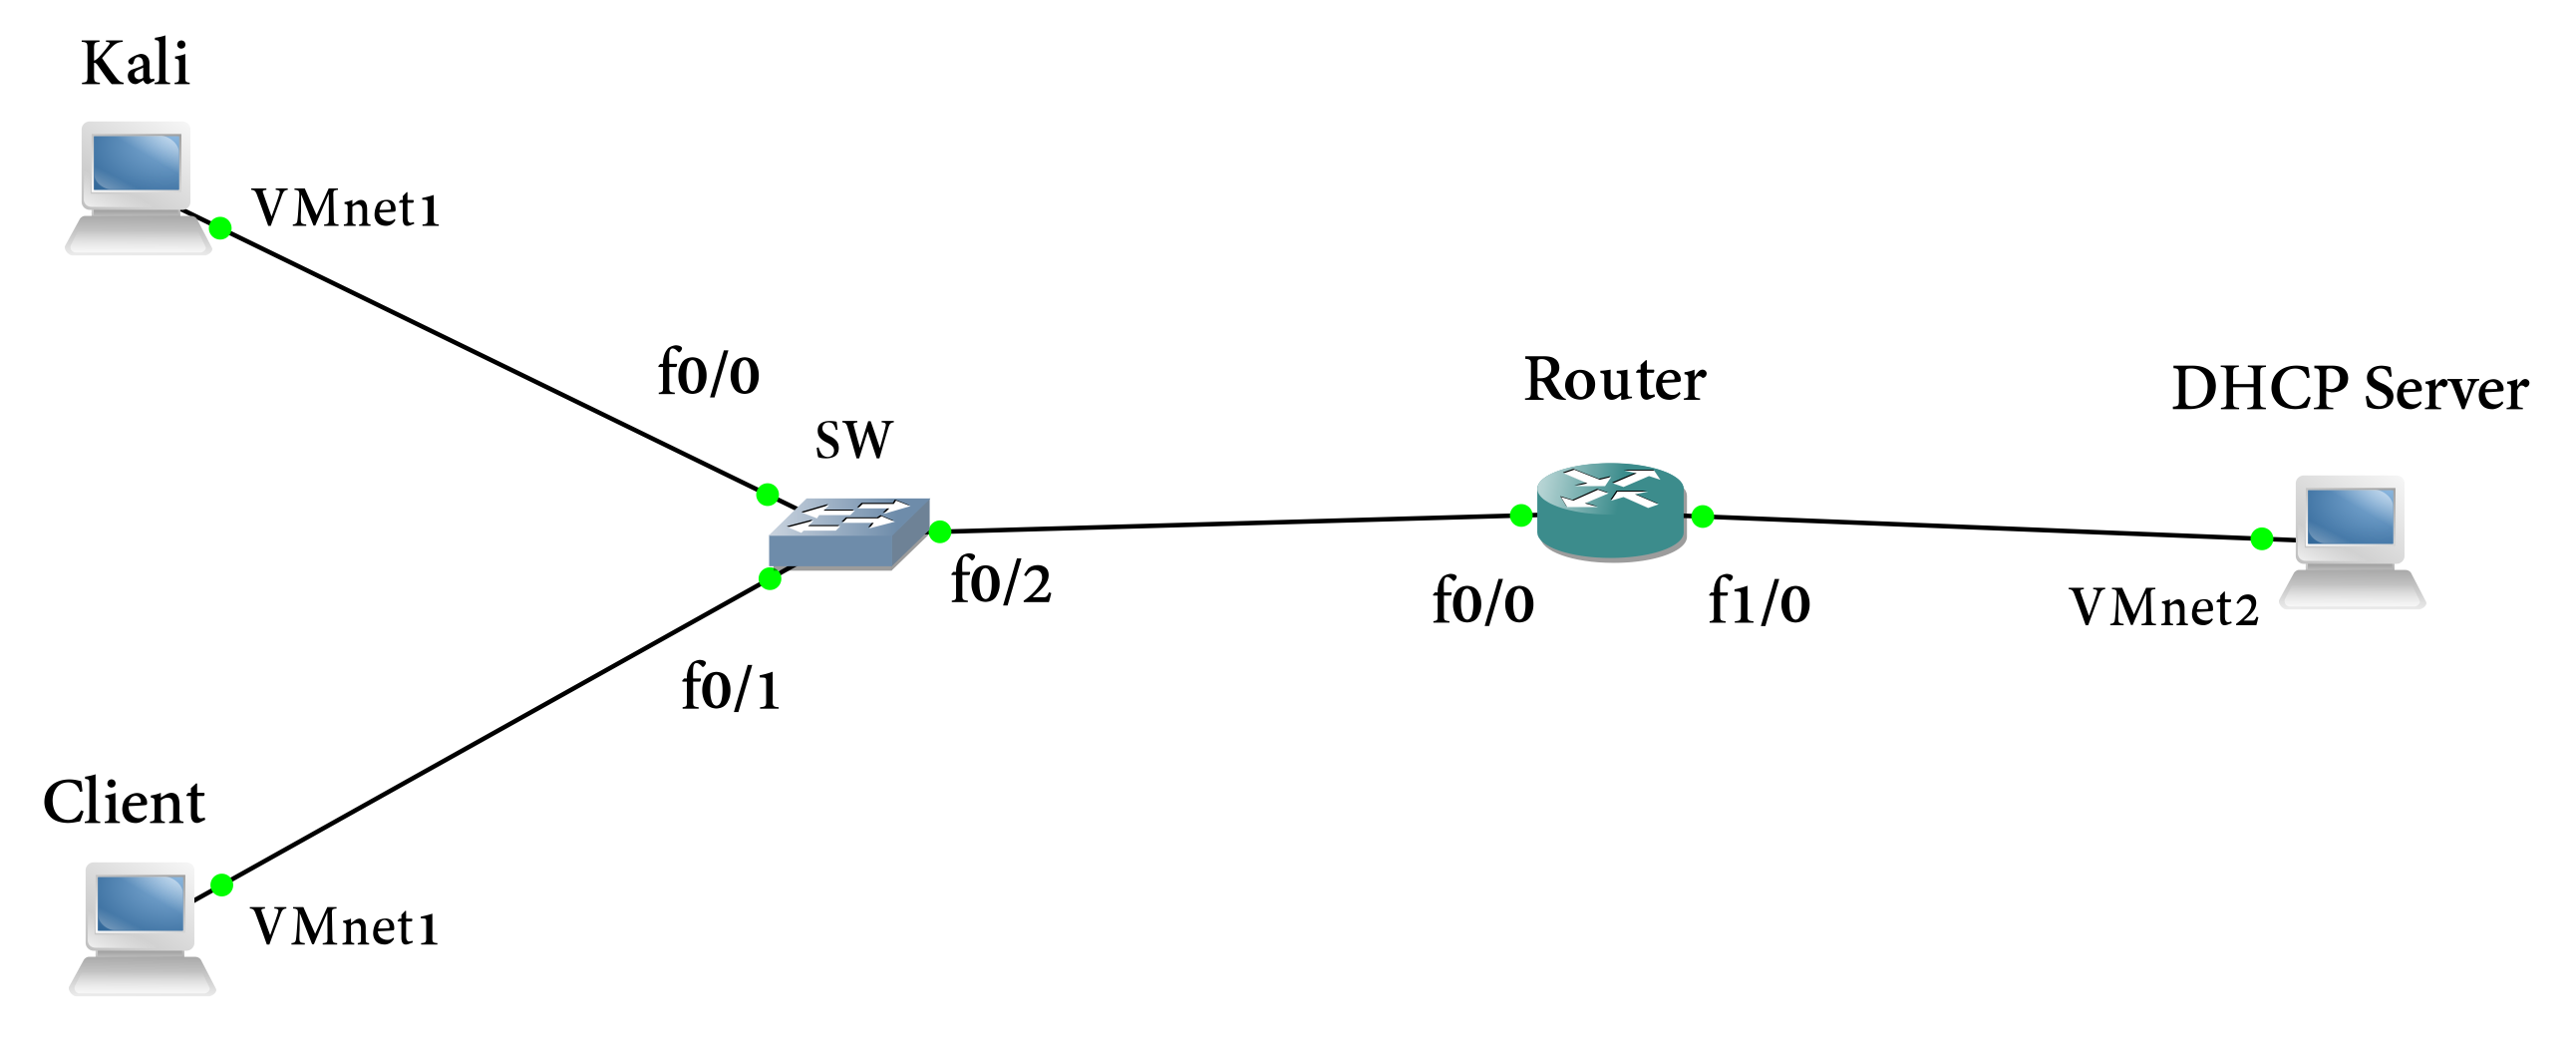 Kali
VMnet1
f0/0
SW
Router
DHCP Server
f0/2
f0/0
f1/0
VMnet2
f0/1
Client
VMnet1